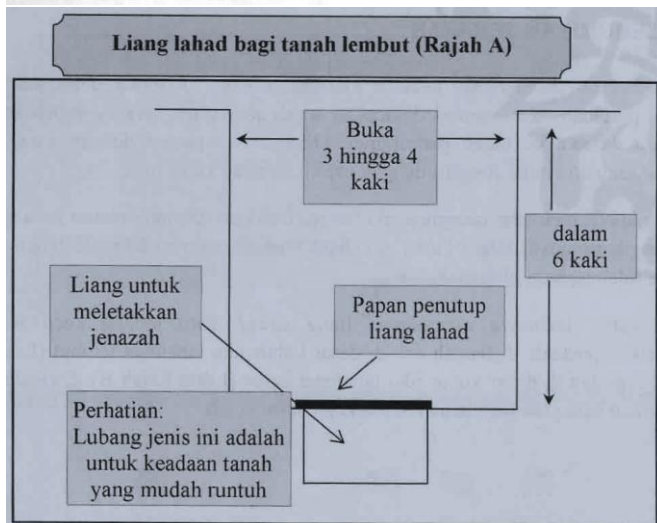 Liang lahad bagi tanah lembut (Rajah A)
Buka
3 hingga 4
kaki
dalam
6 kaki
Liang untuk
meletakkan
jenazah
Papan penutup
liang lahad
Perhatian:
Lubang jenis ini adalah
untuk keadaan tanah
yang mudah runtuh